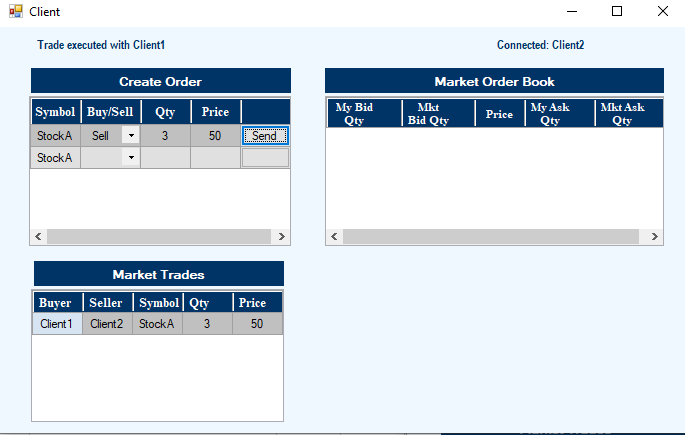 Client
Trade executed with Client1
Connected: Client2
Create Order
Symbol Buy/Sell Qty Price
StockA Sell 3 50 Send
StockA
Market Order Book
My Bid Qty Mkt Bid Qty Price My Ask Qty Mkt Ask Qty
Market Trades
Buyer Seller Symbol Qty Price
Client1 Client2 StockA 3 50